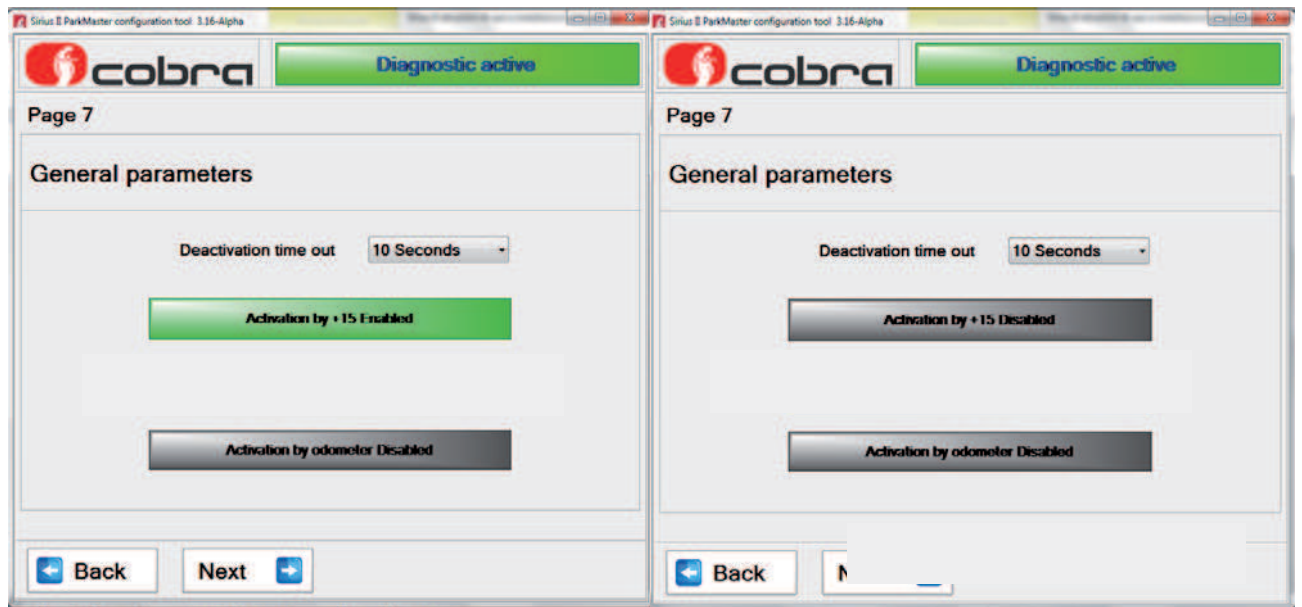 Sirius II ParkMaster configuration tool 3.16-Alpha
cobra
Diagnostic active
Page 7
General parameters
Deactivation time out 10 Seconds
Activation by +15 Enabled
Activation by odometer Disabled
Back Next
Sirius II ParkMaster configuration tool 3.16-Alpha
cobra
Diagnostic active
Page 7
General parameters
Deactivation time out 10 Seconds
Activation by +15 Disabled
Activation by odometer Disabled
Back